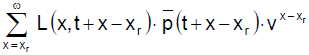 ∑_{x=x_r}^{ω} L(x,t+x−x_r)· p̅(t+x−x_r)·v^{x−x_r}